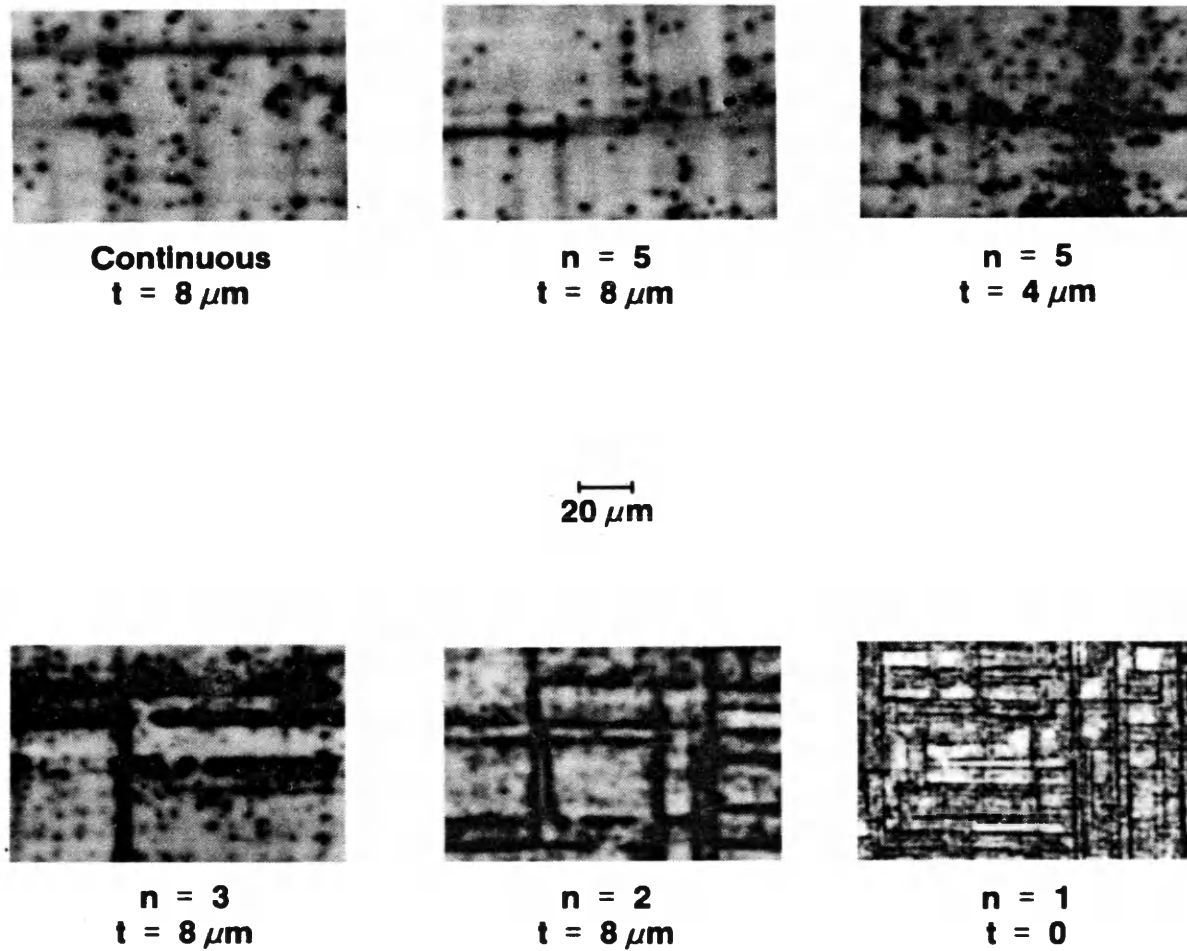 Continuous
t = 8 μm
n = 5
t = 8 μm
n = 5
t = 4 μm
20 μm
n = 3
t = 8 μm
n = 2
t = 8 μm
n = 1
t = 0